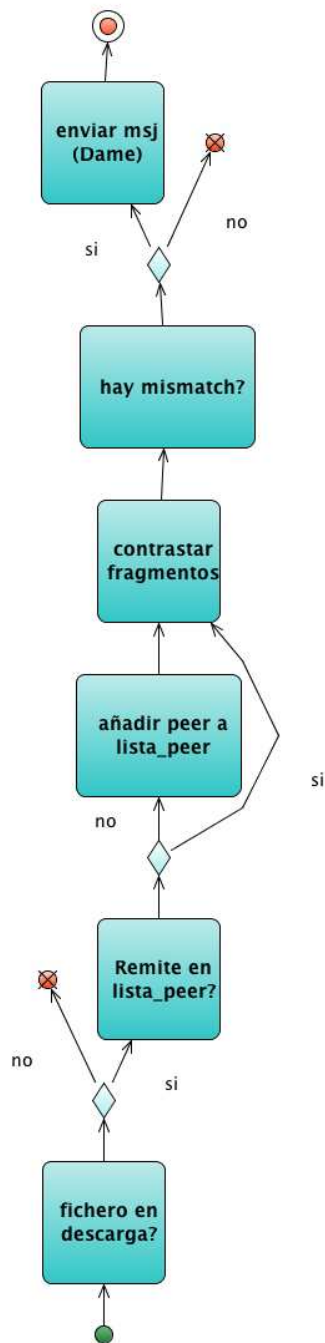 enviar msj
(Dame)
si
no
hay mismatch?
contrastar
fragmentos
añadir peer a
lista_peer
no
si
Remite en
lista_peer?
no
si
fichero en
descarga?